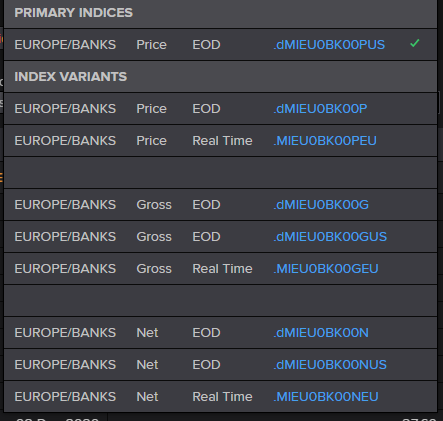 PRIMARY INDICES
EUROPE/BANKS Price EOD .dMIEU0BK00PUS
INDEX VARIANTS
EUROPE/BANKS Price EOD .dMIEU0BK00P
EUROPE/BANKS Price Real Time .MIEU0BK00PEU
EUROPE/BANKS Gross EOD .dMIEU0BK00G
EUROPE/BANKS Gross EOD .dMIEU0BK00GUS
EUROPE/BANKS Gross Real Time .MIEU0BK00GEU
EUROPE/BANKS Net EOD .dMIEU0BK00N
EUROPE/BANKS Net EOD .dMIEU0BK00NUS
EUROPE/BANKS Net Real Time .MIEU0BK00NEU